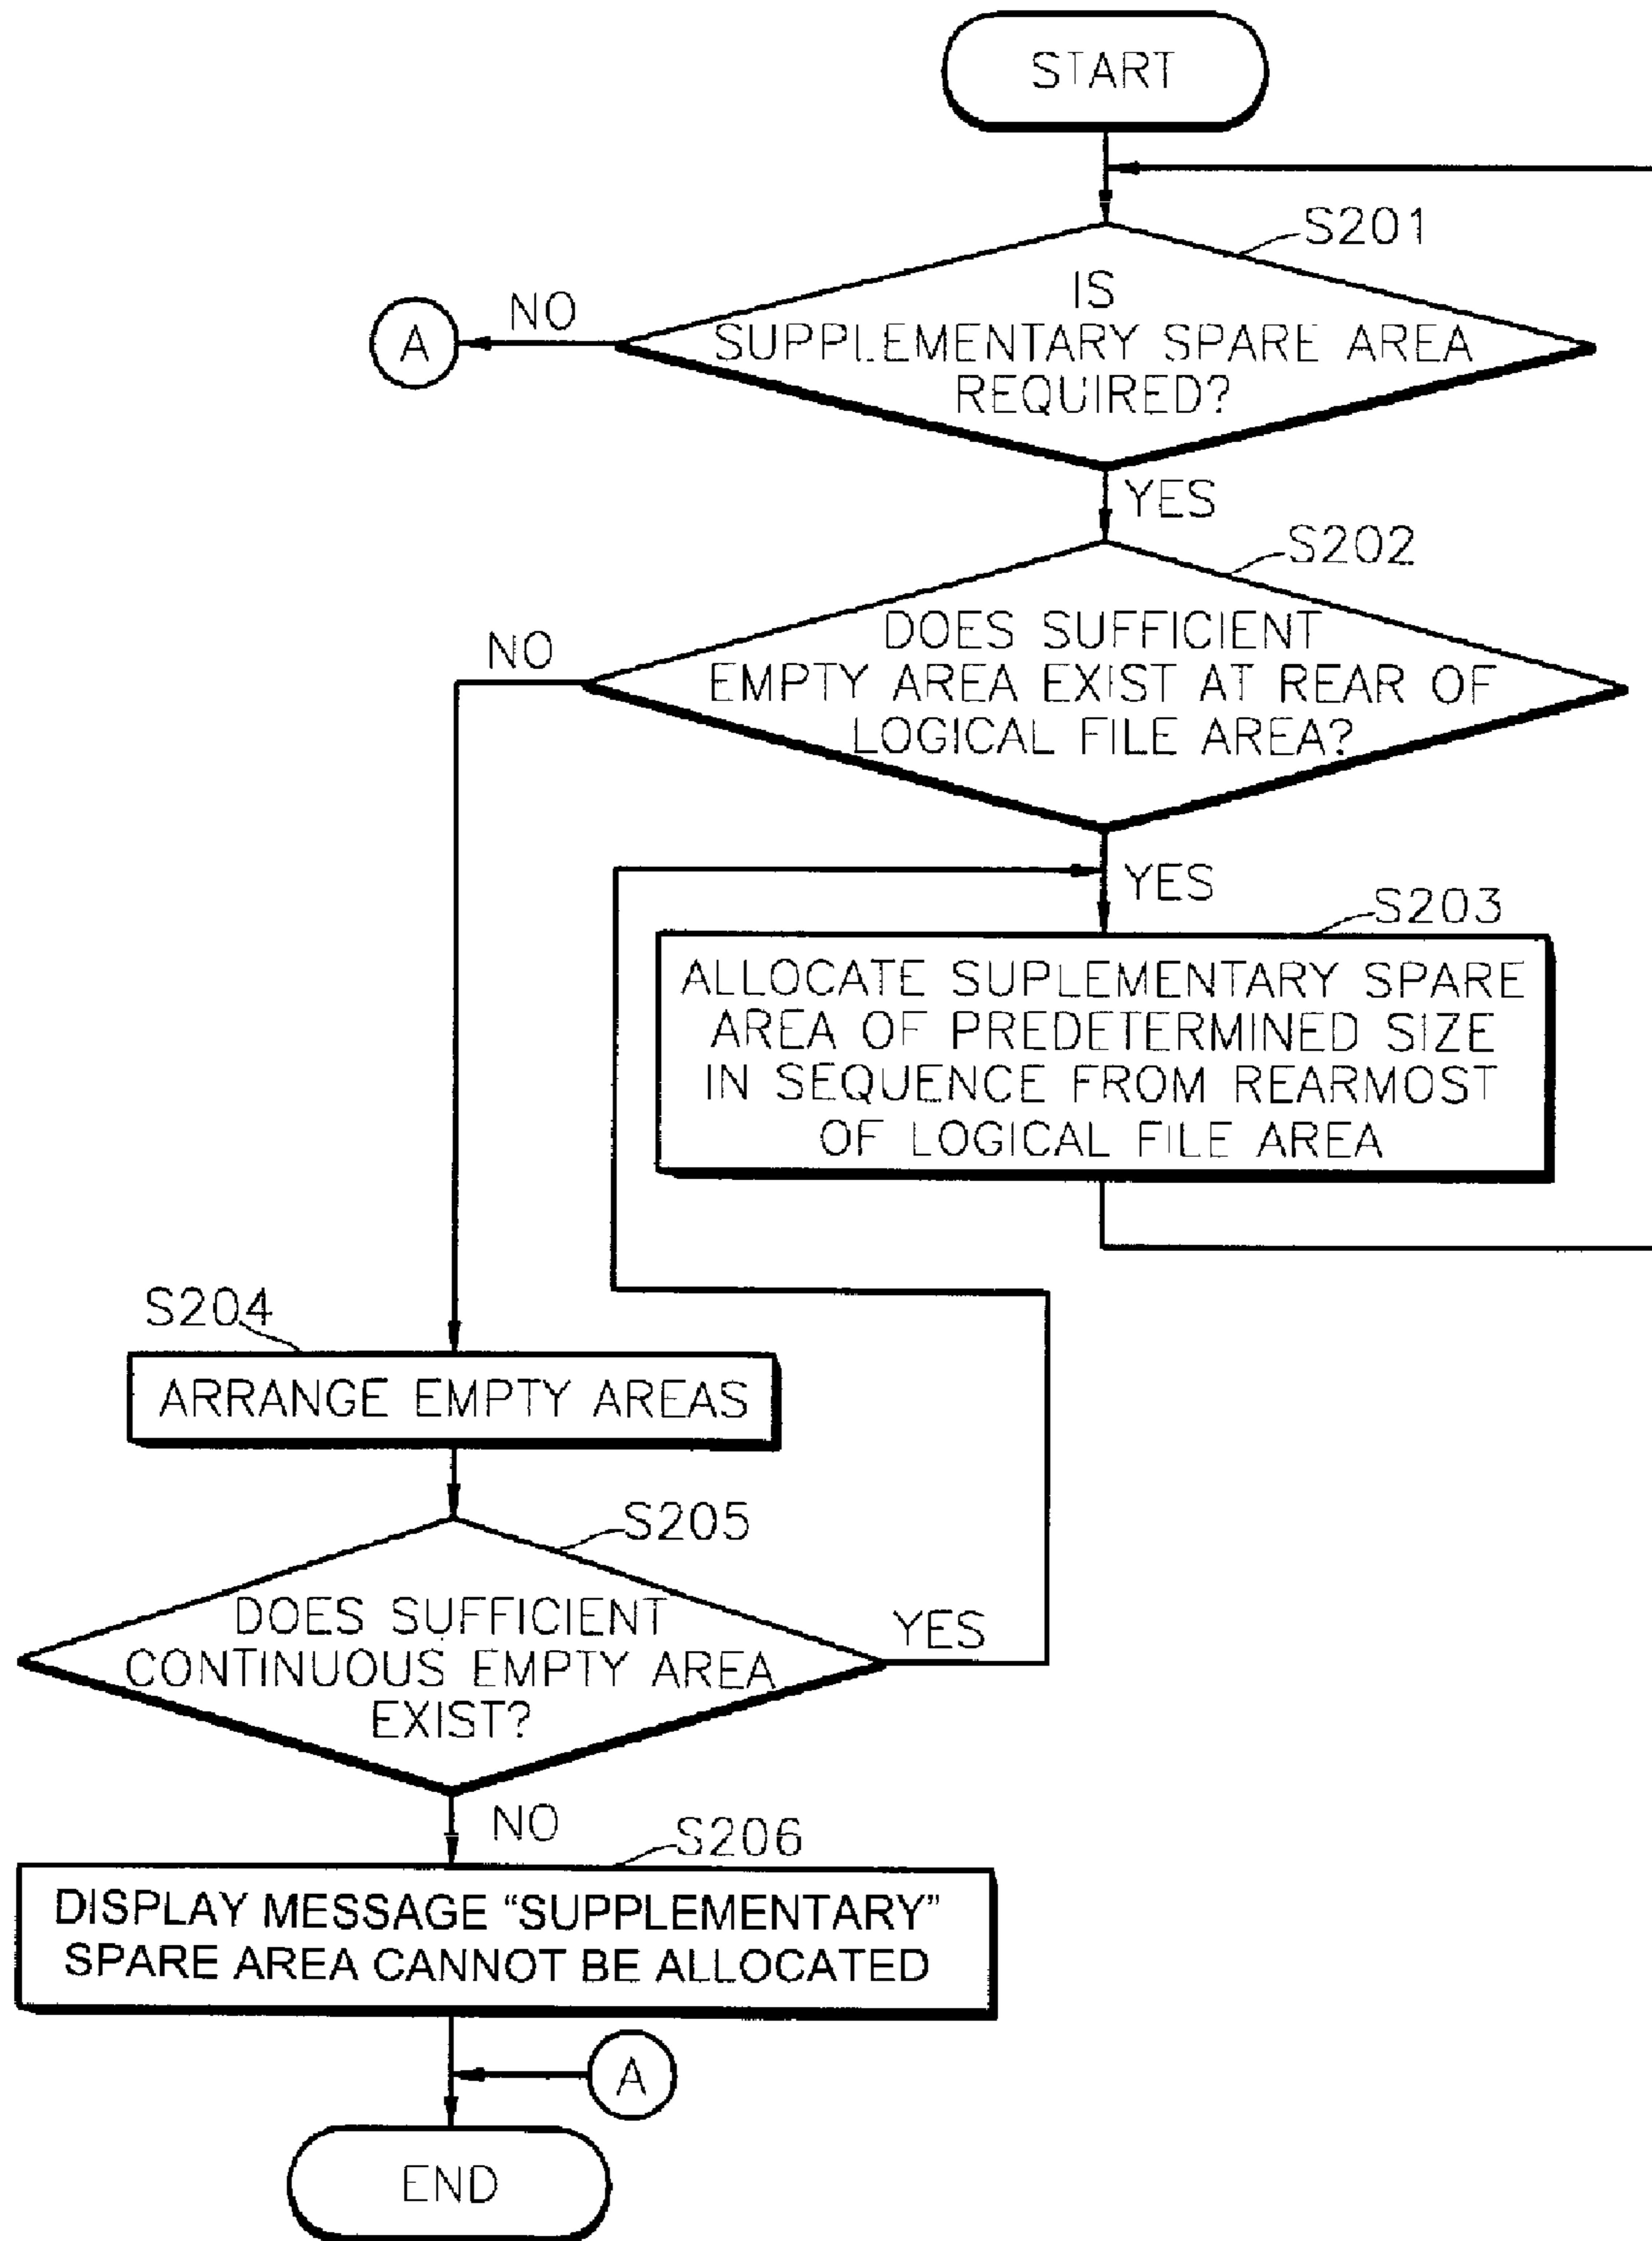 START
S201
IS
SUPPLEMENTARY SPARE AREA
REQUIRED?
NO
A
YES
S202
DOES SUFFICIENT
EMPTY AREA EXIST AT REAR OF
LOGICAL FILE AREA?
NO
YES
S203
ALLOCATE SUPLEMENTARY SPARE
AREA OF PREDETERMINED SIZE
IN SEQUENCE FROM REARMOST
OF LOGICAL FILE AREA
S204
ARRANGE EMPTY AREAS
S205
DOES SUFFICIENT
CONTINUOUS EMPTY AREA
EXIST?
YES
NO
S206
DISPLAY MESSAGE “SUPPLEMENTARY”
SPARE AREA CANNOT BE ALLOCATED
A
END